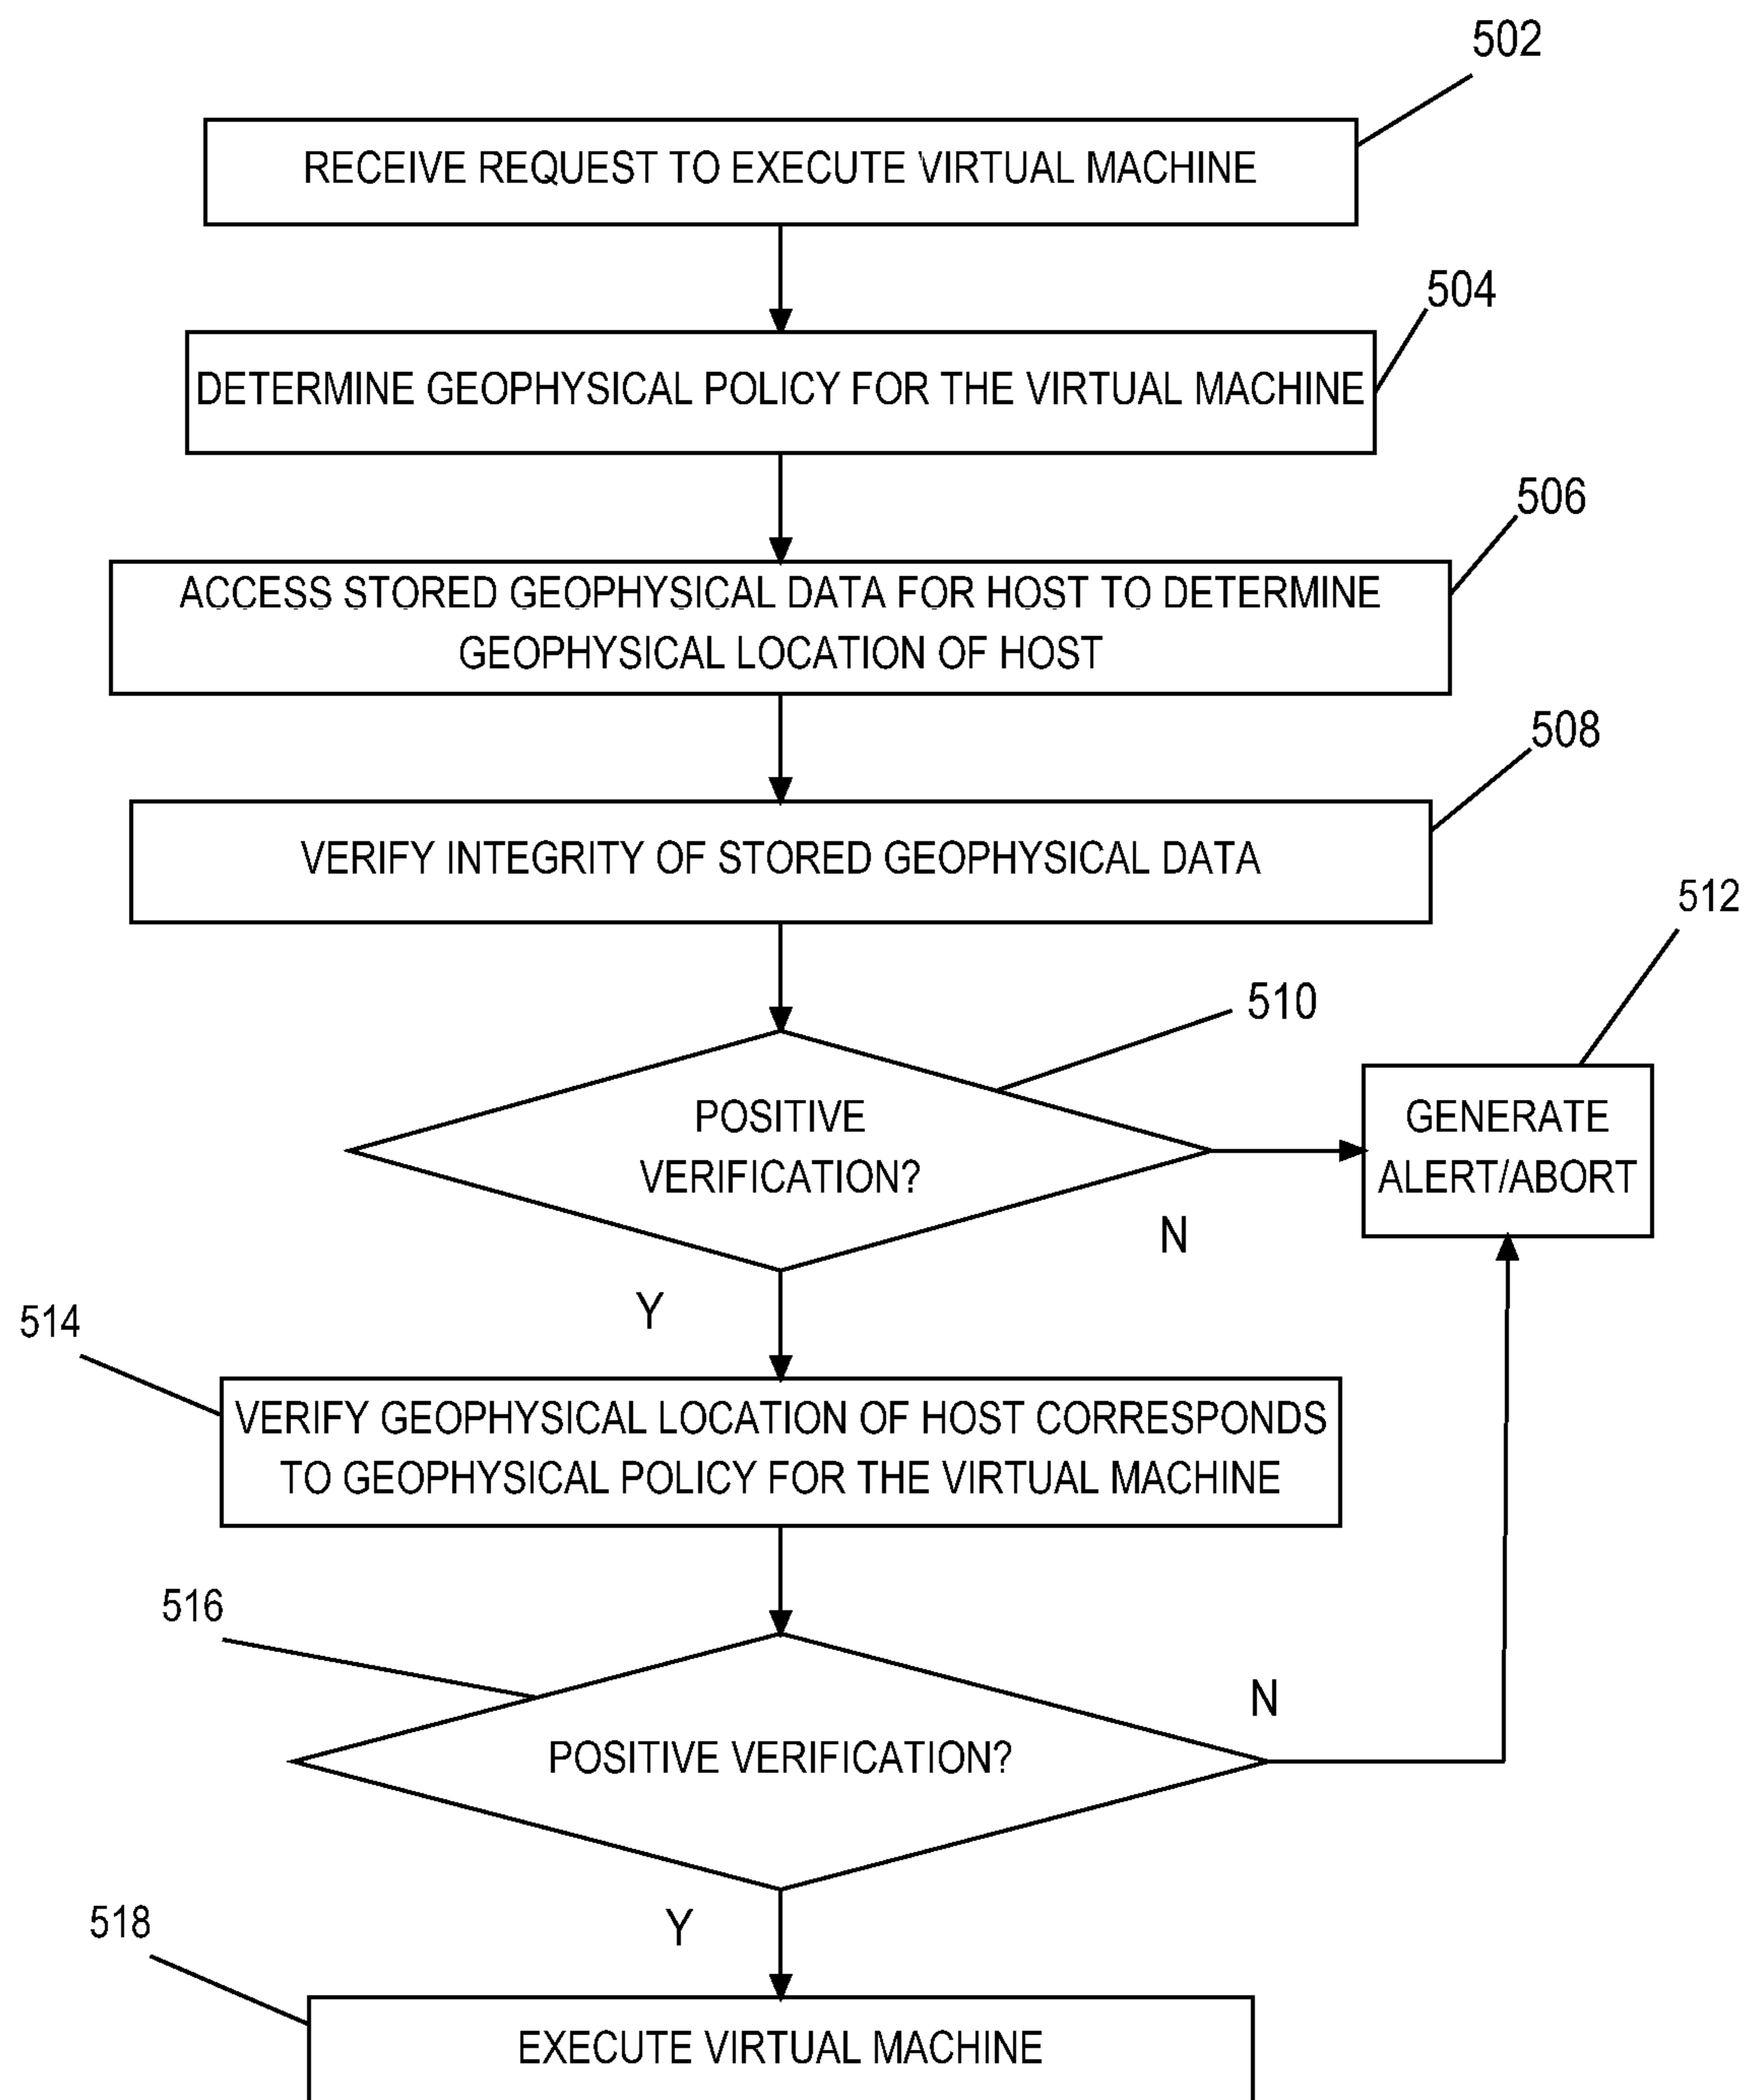 502
RECEIVE REQUEST TO EXECUTE VIRTUAL MACHINE
504
DETERMINE GEOPHYSICAL POLICY FOR THE VIRTUAL MACHINE
506
ACCESS STORED GEOPHYSICAL DATA FOR HOST TO DETERMINE
GEOPHYSICAL LOCATION OF HOST
508
VERIFY INTEGRITY OF STORED GEOPHYSICAL DATA
512
510
POSITIVE
VERIFICATION?
GENERATE
ALERT/ABORT
N
Y
514
VERIFY GEOPHYSICAL LOCATION OF HOST CORRESPONDS
TO GEOPHYSICAL POLICY FOR THE VIRTUAL MACHINE
516
N
POSITIVE VERIFICATION?
Y
518
EXECUTE VIRTUAL MACHINE